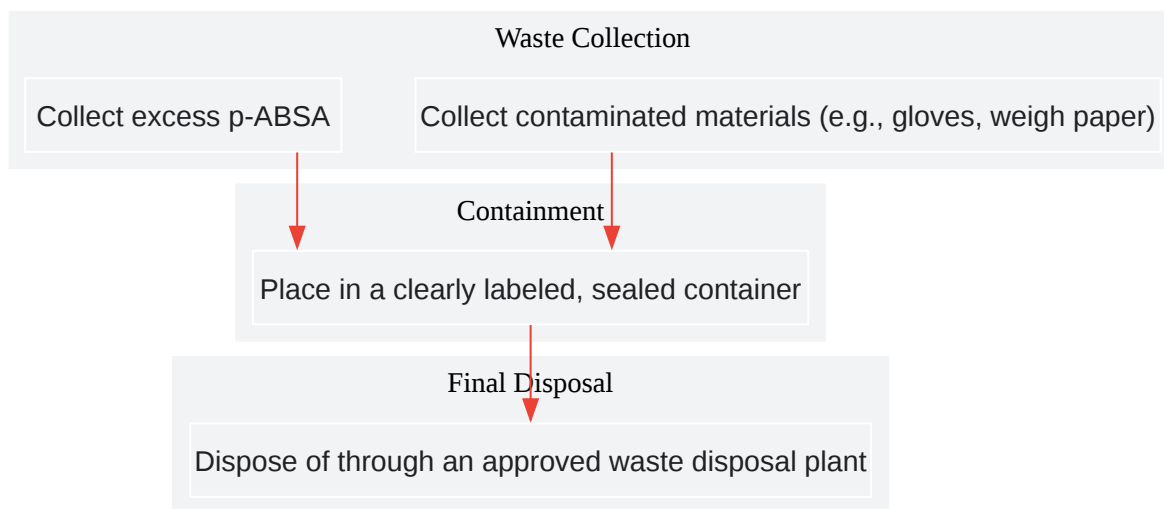 Waste Collection
Collect excess p-ABSA
Collect contaminated materials (e.g., gloves, weigh paper)
Containment
Place in a clearly labeled, sealed container
Final Disposal
Dispose of through an approved waste disposal plant